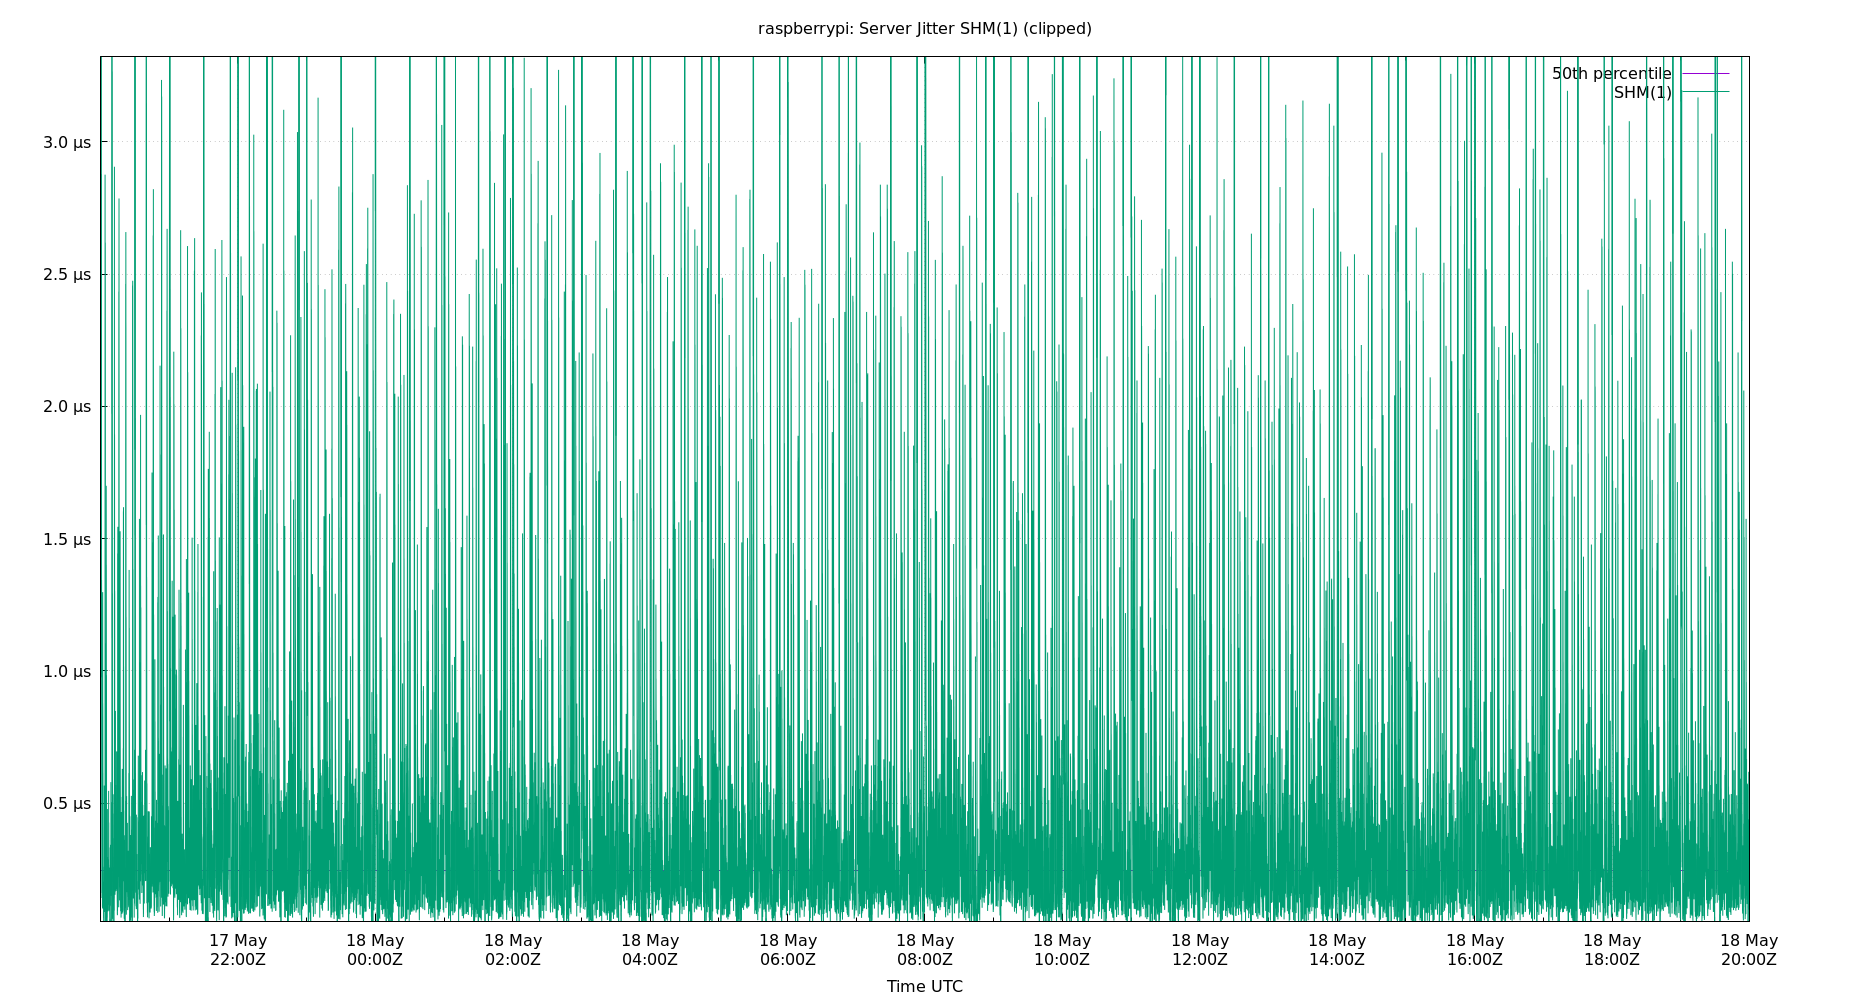 raspberrypi: Server Jitter SHM(1) (clipped)
50th percentile
SHM(1)
3.0 µs
2.5 µs
2.0 µs
1.5 µs
1.0 µs
0.5 µs
17 May 18 May 18 May 18 May 18 May 18 May 18 May 18 May 18 May 18 May 18 May 18 May
22:00Z 00:00Z 02:00Z 04:00Z 06:00Z 08:00Z 10:00Z 12:00Z 14:00Z 16:00Z 18:00Z 20:00Z
Time UTC